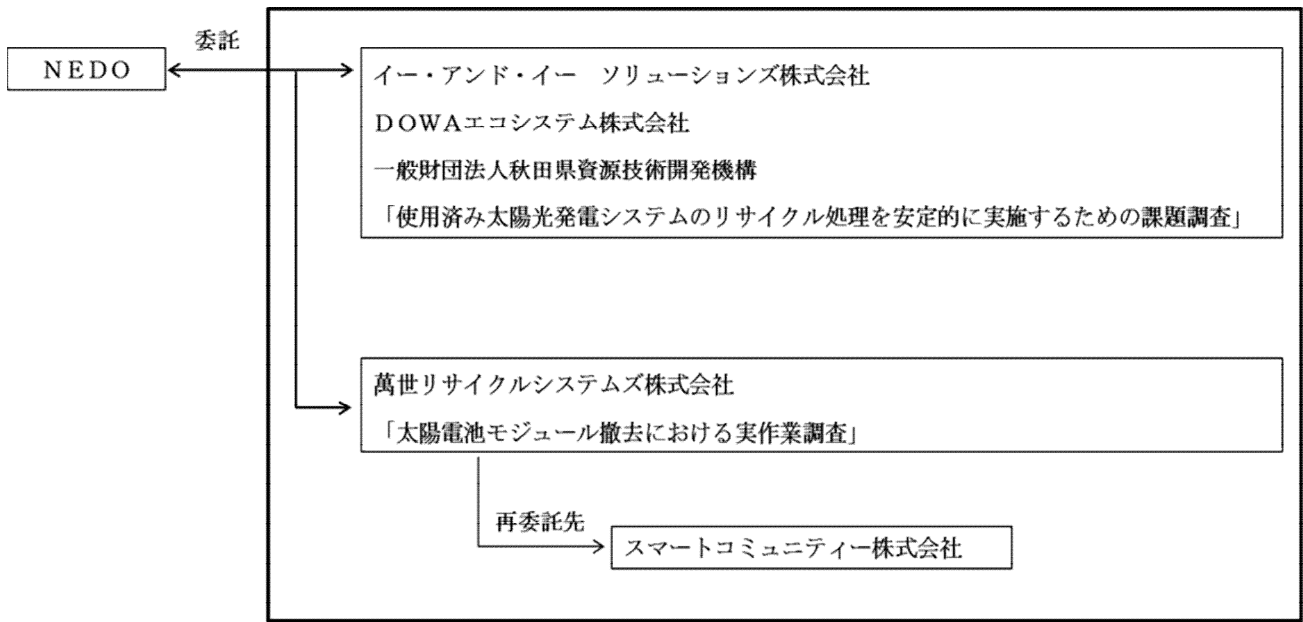 委託
ＮＥＤＯ
イー・アンド・イー　ソリューションズ株式会社
ＤＯＷＡエコシステム株式会社
一般財団法人秋田県資源技術開発機構
「使用済み太陽光発電システムのリサイクル処理を安定的に実施するための課題調査」
萬世リサイクルシステムズ株式会社
「太陽電池モジュール撤去における実作業調査」
再委託先
スマートコミュニティー株式会社